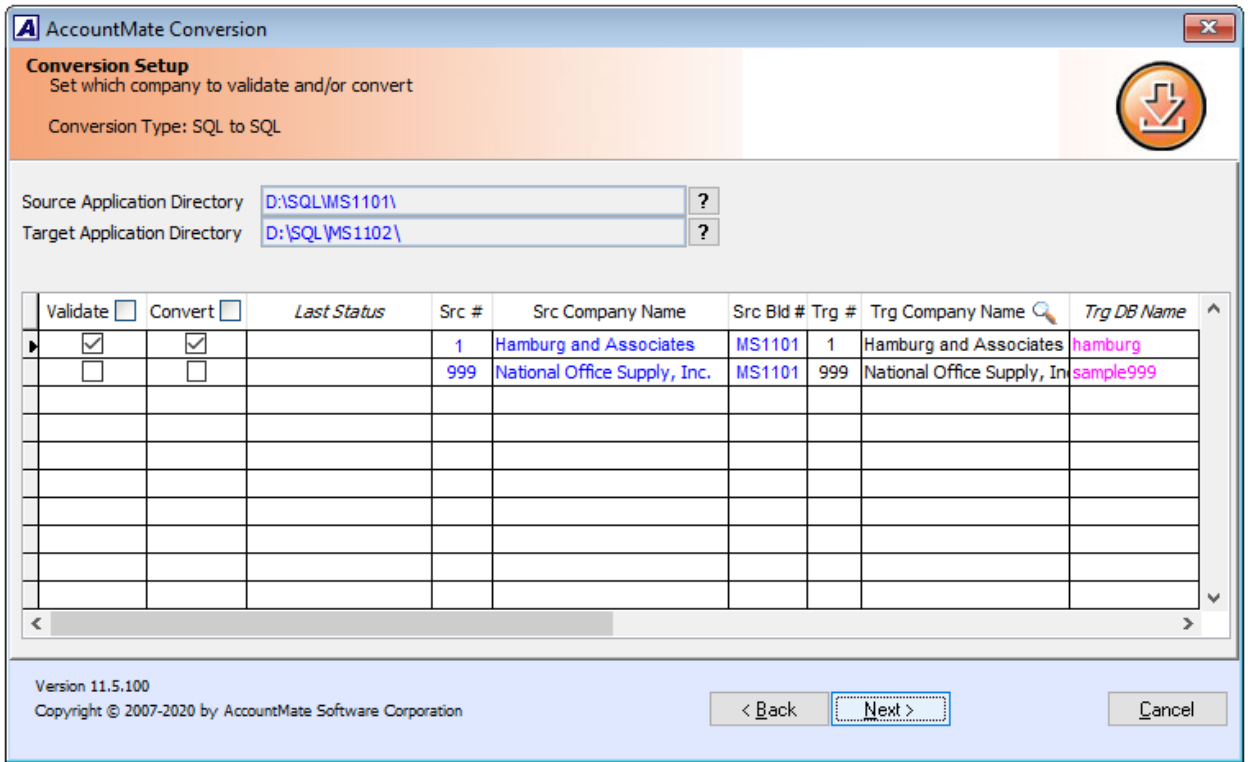 AccountMate Conversion
Conversion Setup
Set which company to validate and/or convert
Conversion Type: SQL to SQL
Source Application Directory D:\SQL\MS1101\ ?
Target Application Directory D:\SQL\MS1102\ ?
Validate Convert Last Status Src # Src Company Name Src Bld # Trg # Trg Company Name Trg DB Name
1 Hamburg and Associates MS1101 1 Hamburg and Associates hamburg
999 National Office Supply, Inc. MS1101 999 National Office Supply, In sample999
Version 11.5.100
Copyright © 2007-2020 by AccountMate Software Corporation
< Back Next > Cancel